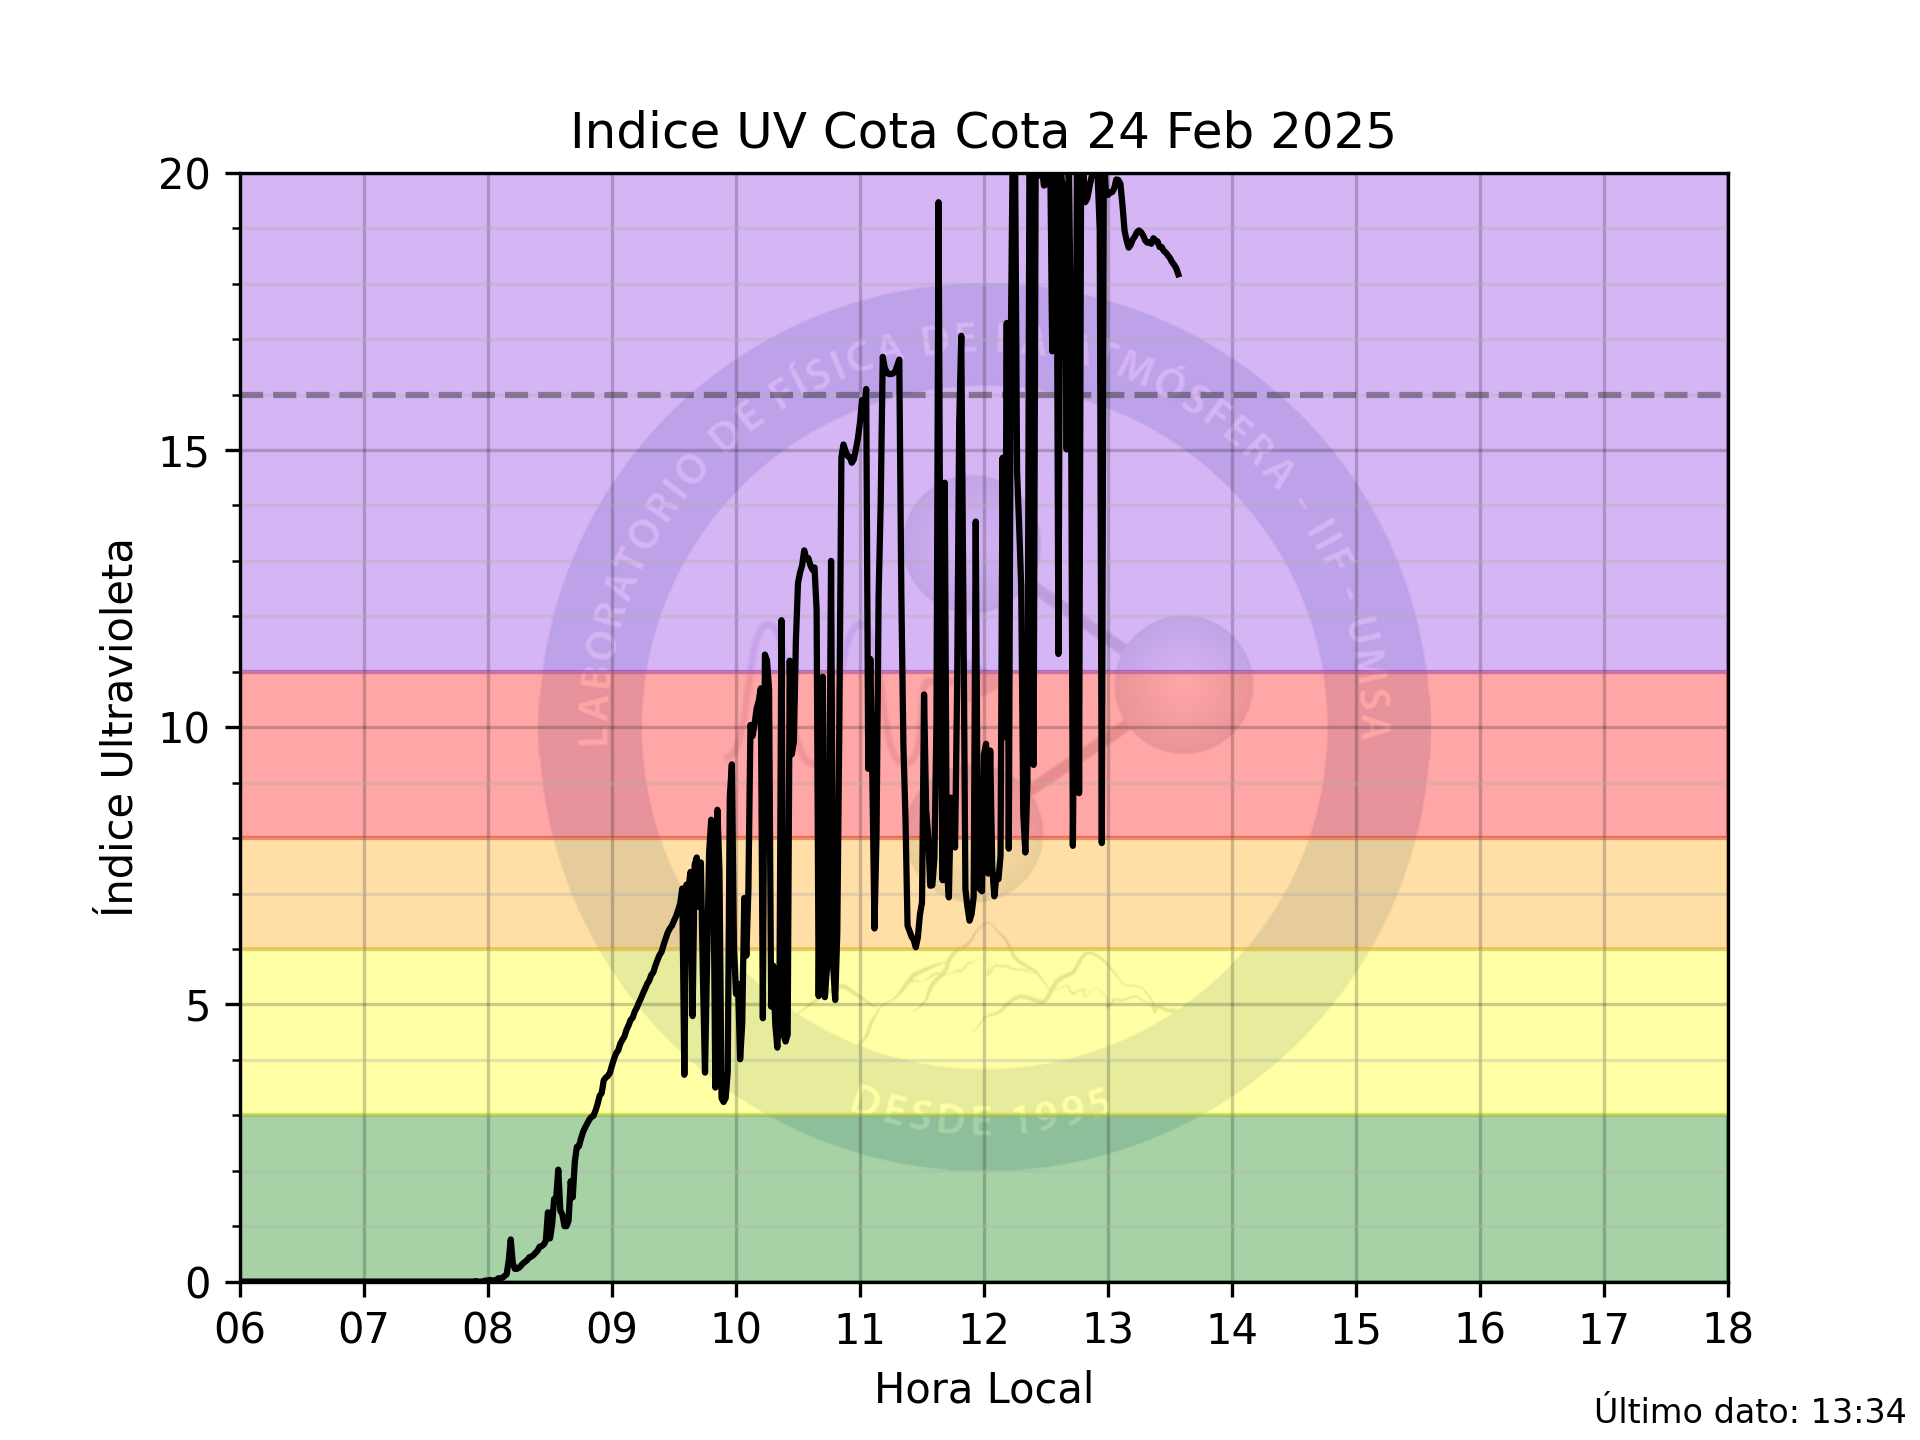 Indice UV Cota Cota 24 Feb 2025
20
15
10
5
0
Índice Ultravioleta
LABORATORIO DE FÍSICA DE LA ATMÓSFERA - IIF - UMSA
DESDE 1995
06 07 08 09 10 11 12 13 14 15 16 17 18
Hora Local
Último dato: 13:34